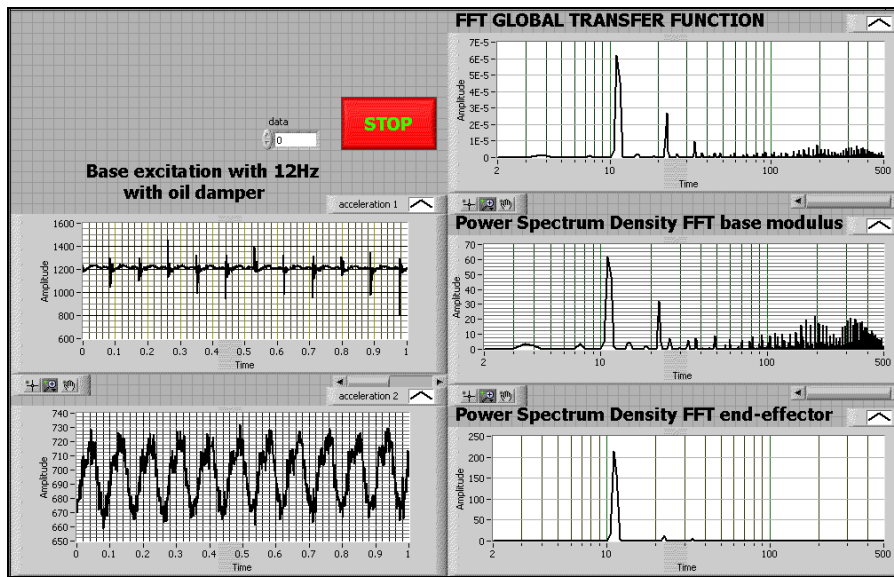 FFT GLOBAL TRANSFER FUNCTION
7E-5
6E-5
5E-5
4E-5
3E-5
2E-5
1E-5
0
Amplitude
2 10 100 500
Time
data
0
STOP
Base excitation with 12Hz
with oil damper
acceleration 1
1600
1400
1200
1000
800
600
Amplitude
0 0.1 0.2 0.3 0.4 0.5 0.6 0.7 0.8 0.9 1
Time
Power Spectrum Density FFT base modulus
70
60
50
40
30
20
10
0
Amplitude
2 10 100 500
Time
acceleration 2
740
730
720
710
700
690
680
670
660
650
Amplitude
0 0.1 0.2 0.3 0.4 0.5 0.6 0.7 0.8 0.9 1
Time
Power Spectrum Density FFT end-effector
250
200
150
100
50
0
Amplitude
2 10 100 500
Time